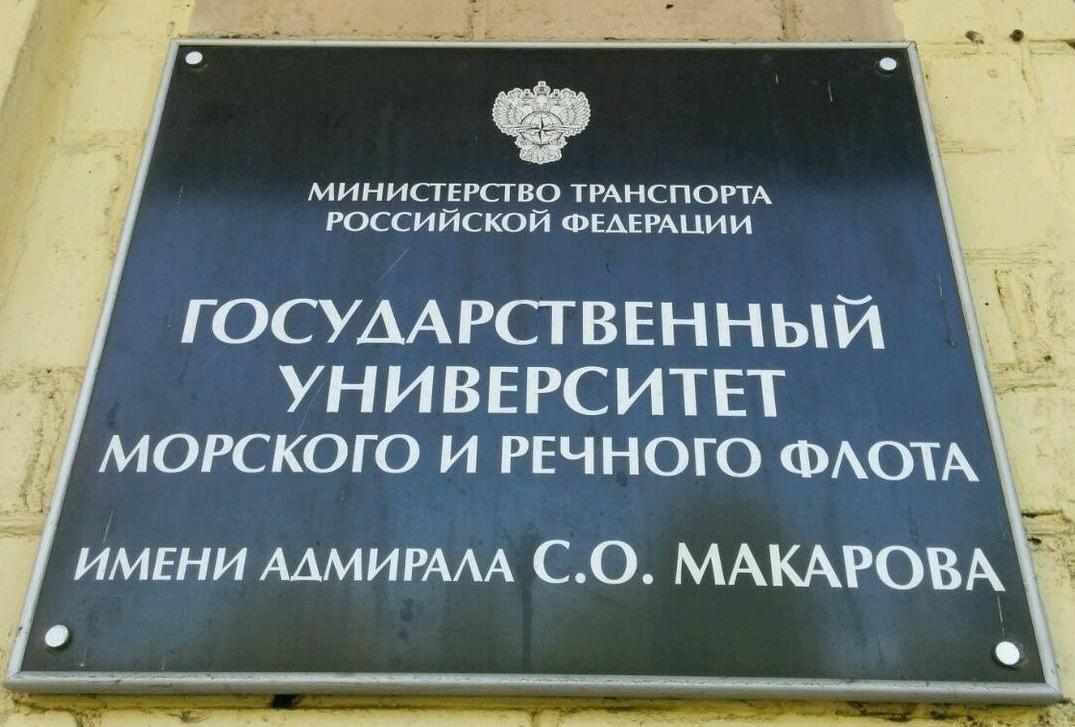 МИНИСТЕРСТВО ТРАНСПОРТА
РОССИЙСКОЙ ФЕДЕРАЦИИ
ГОСУДАРСТВЕННЫЙ
УНИВЕРСИТЕТ
МОРСКОГО И РЕЧНОГО ФЛОТА
ИМЕНИ АДМИРАЛА С.О. МАКАРОВА